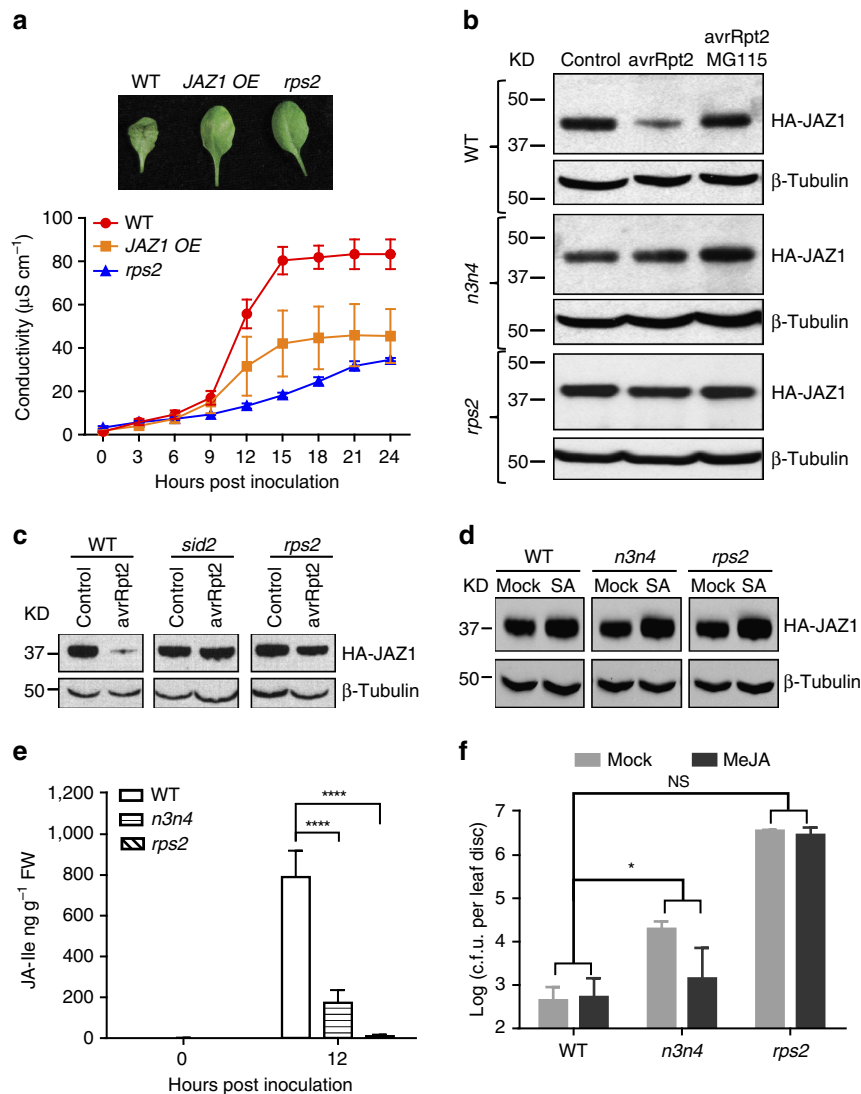 a
WT JAZ1 OE rps2
100
80
60
40
20
0
Conductivity (µS cm−1)
WT
JAZ1 OE
rps2
0 3 6 9 12 15 18 21 24
Hours post inoculation
b
KD Control avrRpt2 avrRpt2 MG115
WT
50
37
HA-JAZ1
50
β-Tubulin
n3n4
50
37
HA-JAZ1
50
β-Tubulin
rps2
50
37
HA-JAZ1
50
β-Tubulin
c
WT sid2 rps2
KD Control avrRpt2 Control avrRpt2 Control avrRpt2
37 HA-JAZ1
50 β-Tubulin
d
WT n3n4 rps2
KD Mock SA Mock SA Mock SA
37 HA-JAZ1
50 β-Tubulin
e
1,200
1,000
800
600
400
200
0
JA-Ile ng g−1 FW
WT
n3n4
rps2
****
****
0 12
Hours post inoculation
f
Mock MeJA
NS
*
7
6
5
4
3
2
Log (c.f.u. per leaf disc)
WT n3n4 rps2